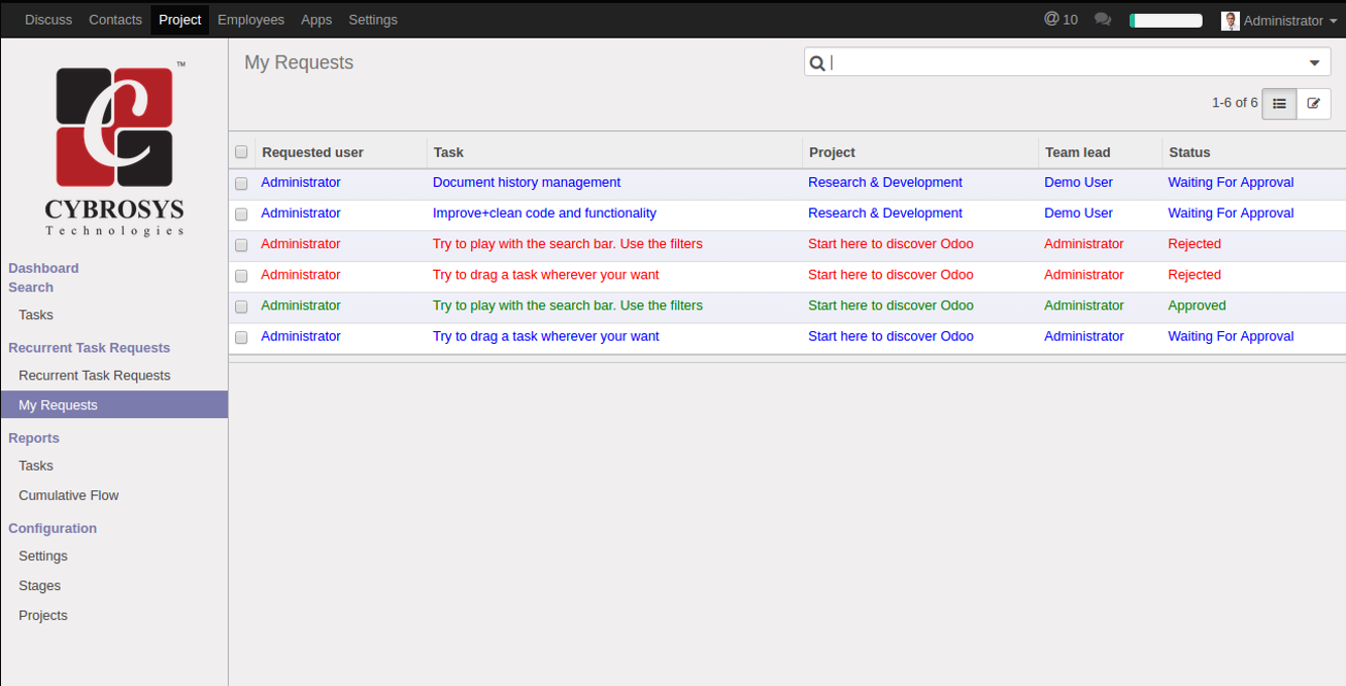 Discuss Contacts Project Employees Apps Settings @ 10 Administrator
TM
C
CYBROSYS
Technologies
Dashboard
Search
Tasks
Recurrent Task Requests
Recurrent Task Requests
My Requests
Reports
Tasks
Cumulative Flow
Configuration
Settings
Stages
Projects
My Requests
1-6 of 6
Requested user Task Project Team lead Status
Administrator Document history management Research & Development Demo User Waiting For Approval
Administrator Improve+clean code and functionality Research & Development Demo User Waiting For Approval
Administrator Try to play with the search bar. Use the filters Start here to discover Odoo Administrator Rejected
Administrator Try to drag a task wherever your want Start here to discover Odoo Administrator Rejected
Administrator Try to play with the search bar. Use the filters Start here to discover Odoo Administrator Approved
Administrator Try to drag a task wherever your want Start here to discover Odoo Administrator Waiting For Approval